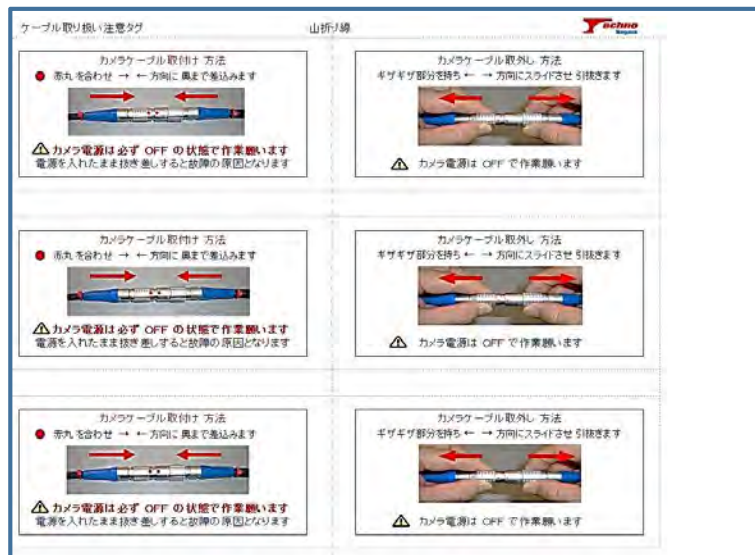 ケーブル取り扱い注意タグ
山折り線
Techno
カメラケーブル取付け 方法
赤丸を合わせ → ← 方向に 奥まで差込みます
カメラ電源は必ず OFF の状態で作業願います
電源を入れたまま抜き差しすると故障の原因となります
カメラケーブル取外し 方法
ギザギザ部分を持ち ← → 方向にスライドさせ 引抜きます
カメラ電源は OFF で作業願います
カメラケーブル取付け 方法
赤丸を合わせ → ← 方向に 奥まで差込みます
カメラ電源は必ず OFF の状態で作業願います
電源を入れたまま抜き差しすると故障の原因となります
カメラケーブル取外し 方法
ギザギザ部分を持ち ← → 方向にスライドさせ 引抜きます
カメラ電源は OFF で作業願います
カメラケーブル取付け 方法
赤丸を合わせ → ← 方向に 奥まで差込みます
カメラ電源は必ず OFF の状態で作業願います
電源を入れたまま抜き差しすると故障の原因となります
カメラケーブル取外し 方法
ギザギザ部分を持ち ← → 方向にスライドさせ 引抜きます
カメラ電源は OFF で作業願います